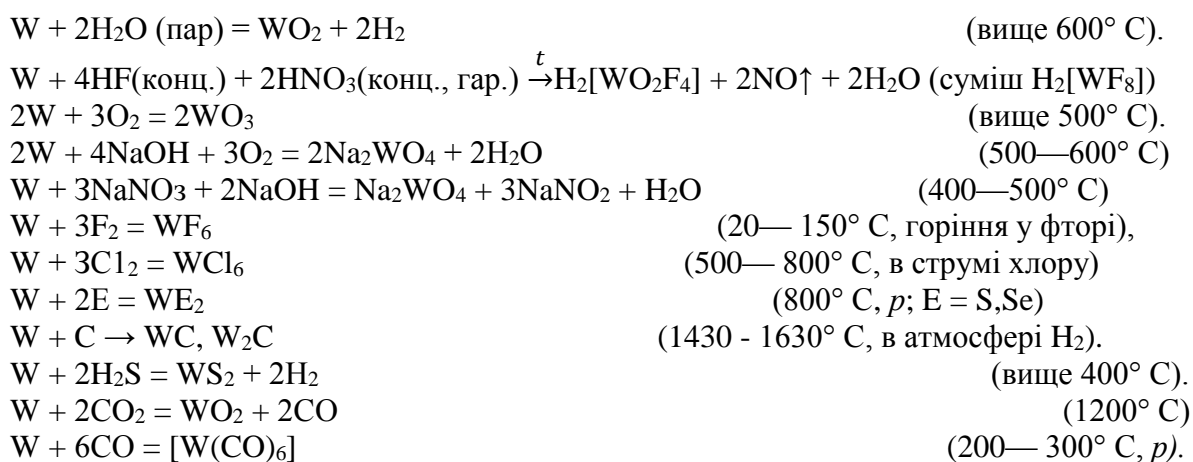 W + 2H₂O (пар) = WO₂ + 2H₂ (вище 600° С).
W + 4HF(конц.) + 2HNO₃(конц., гар.) →ᵗ H₂[WO₂F₄] + 2NO↑ + 2H₂O (суміш H₂[WF₈])
2W + 3O₂ = 2WO₃ (вище 500° С).
2W + 4NaOH + 3O₂ = 2Na₂WO₄ + 2H₂O (500—600° С)
W + 3NaNO₃ + 2NaOH = Na₂WO₄ + 3NaNO₂ + H₂O (400—500° С)
W + 3F₂ = WF₆ (20— 150° С, горіння у фторі),
W + 3C1₂ = WCl₆ (500— 800° С, в струмі хлору)
W + 2E = WE₂ (800° С, p; E = S,Se)
W + C → WC, W₂C (1430 - 1630° С, в атмосфері H₂).
W + 2H₂S = WS₂ + 2H₂ (вище 400° С).
W + 2CO₂ = WO₂ + 2CO (1200° С)
W + 6CO = [W(CO)₆] (200— 300° С, p).